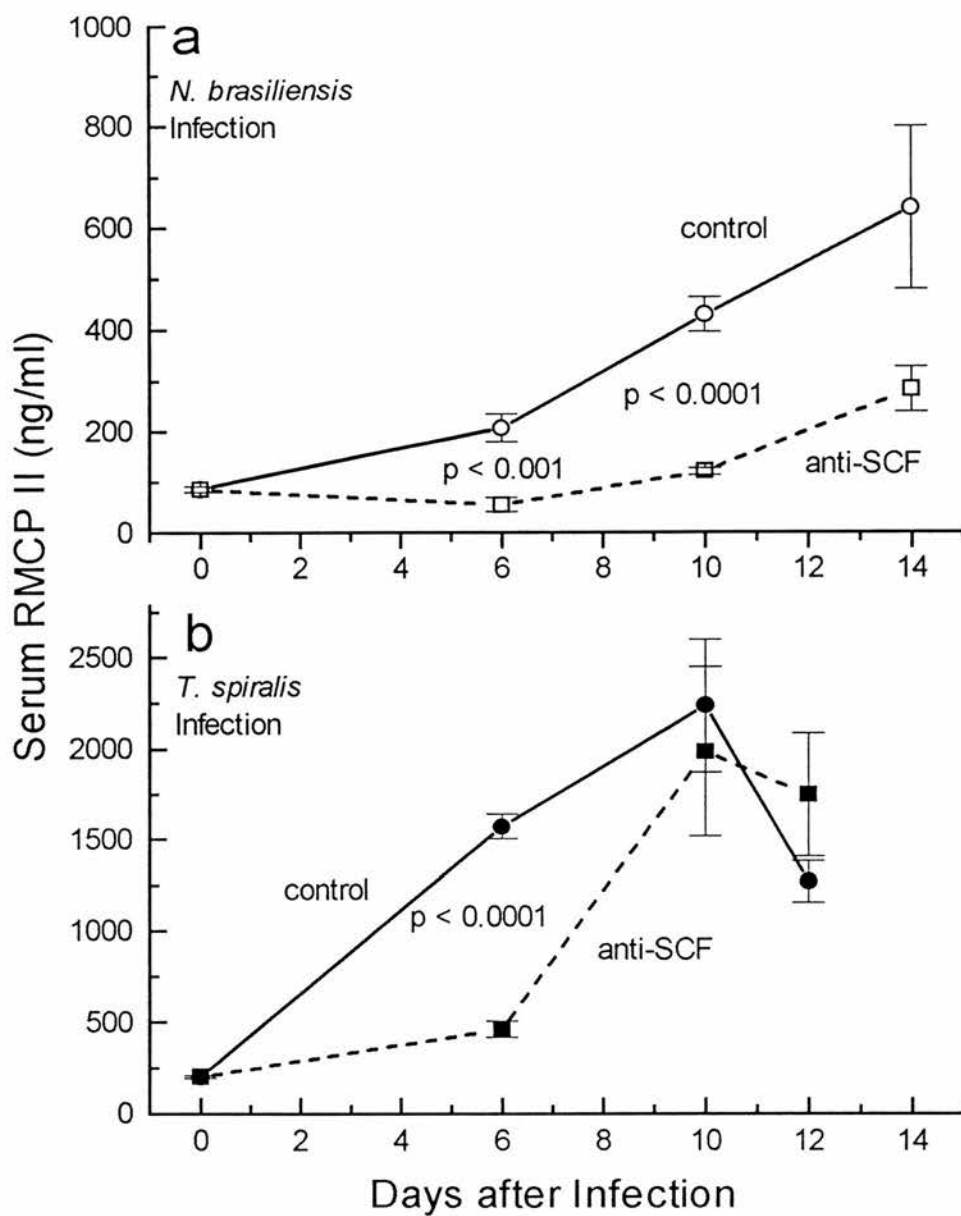 Serum RMCP II (ng/ml)
a
N. brasiliensis
Infection
1000
800
600
400
200
0
control
p < 0.0001
p < 0.001
anti-SCF
0 2 4 6 8 10 12 14
b
T. spiralis
Infection
2500
2000
1500
1000
500
0
control
p < 0.0001
anti-SCF
0 2 4 6 8 10 12 14
Days after Infection